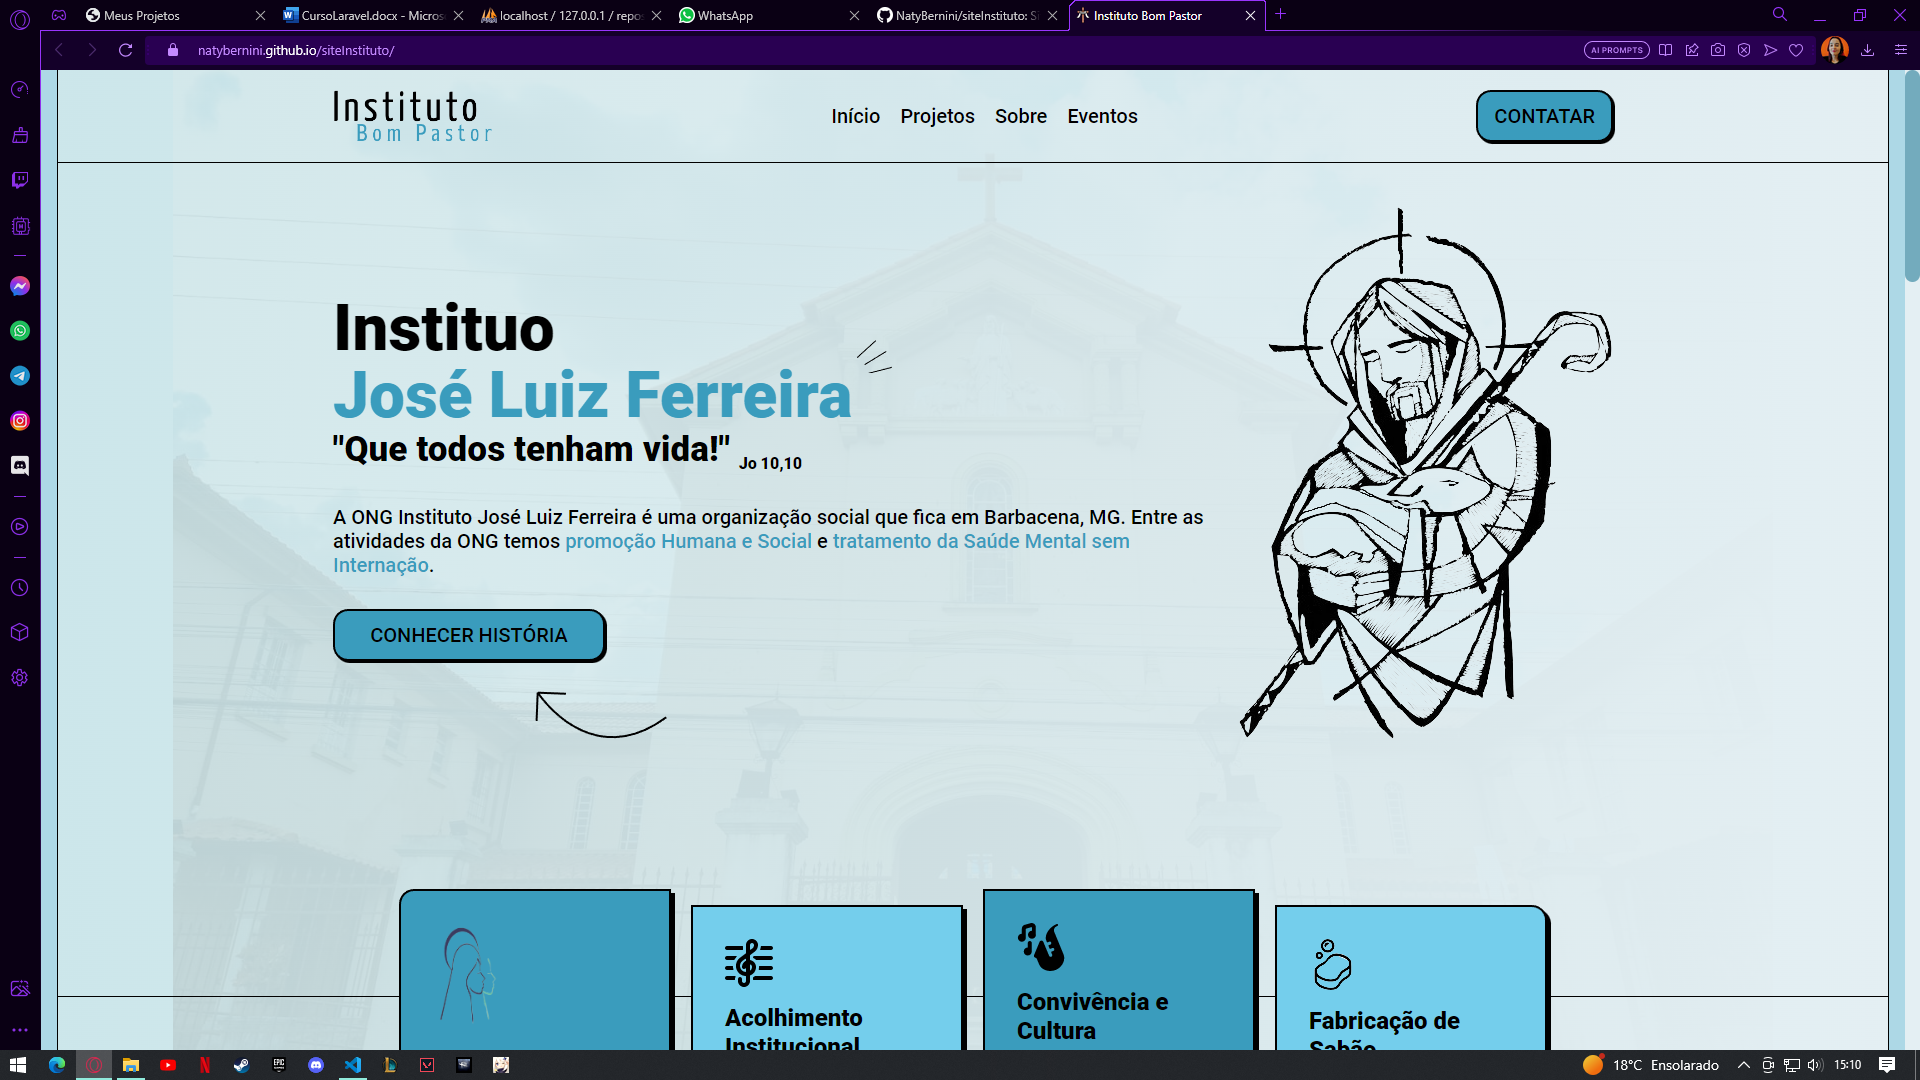 Meus Projetos
CursoLaravel.docx - Micros
localhost / 127.0.0.1 / repos
WhatsApp
NatyBernini/siteInstituto: Si
Instituto Bom Pastor
natybernini.github.io/siteInstituto/
AI PROMPTS
Instituto
Bom Pastor
Início Projetos Sobre Eventos
CONTATAR
Instituo
José Luiz Ferreira
"Que todos tenham vida!" Jo 10,10
A ONG Instituto José Luiz Ferreira é uma organização social que fica em Barbacena, MG. Entre as
atividades da ONG temos promoção Humana e Social e tratamento da Saúde Mental sem
Internação.
CONHECER HISTÓRIA
Acolhimento
Institucional
Convivência e
Cultura
Fabricação de
Sabão
18°C Ensolarado
15:10